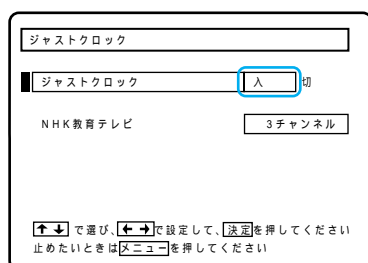 ジャストクロック
ジャストクロック 入 切
NHK教育テレビ 3チャンネル
↑↓で選び、←→で設定して、決定を押してください
止めたいときはメニューを押してください